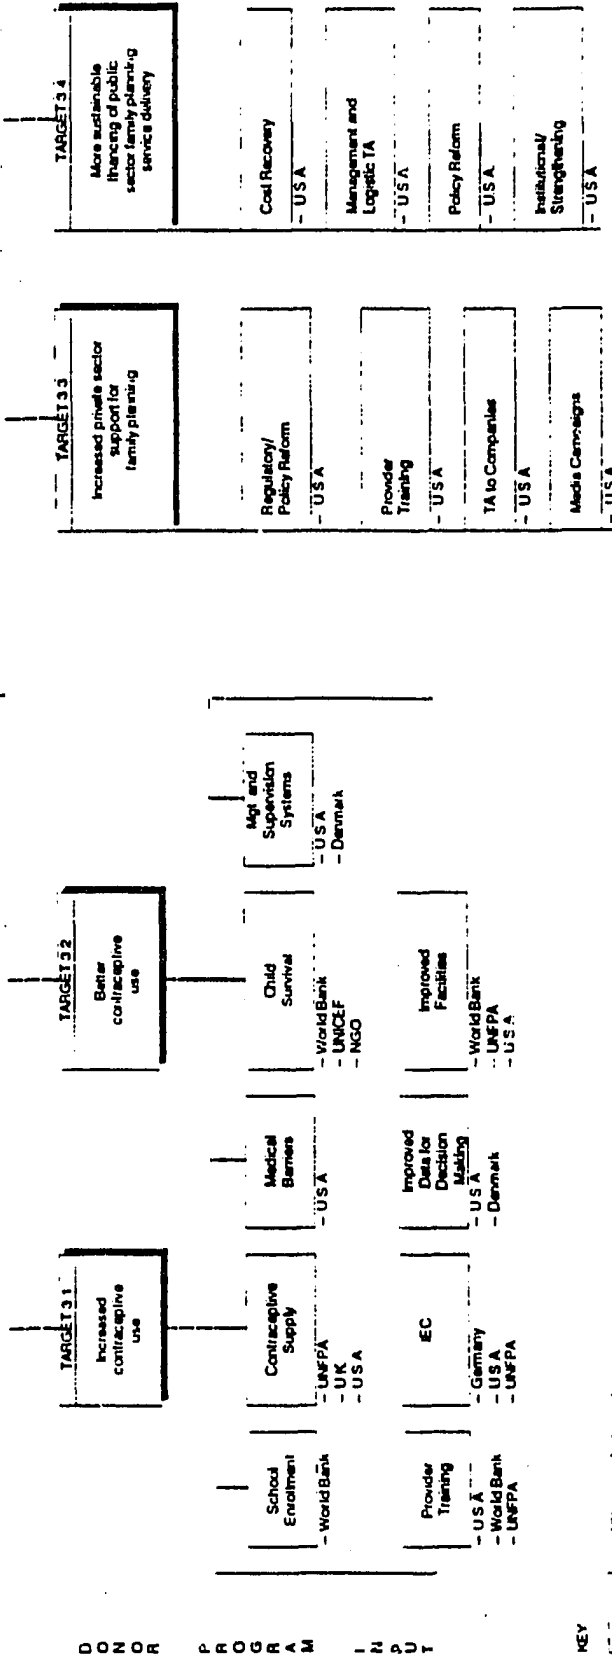 TARGET 3 1
Increased
contraceptive
use
TARGET 3 2
Better
contraceptive
use
TARGET 3 3
Increased private sector
support for
family planning
TARGET 3 4
More sustainable
financing of public
sector family planning
service delivery
DONOR
PROGRAM
INPUT
School
Enrollment
- World Bank
Contraceptive
Supply
- UNFPA
- UK
- USA
Medical
Barriers
- USA
Child
Survival
- World Bank
- UNICEF
- NGO
Mgt and
Supervision
Systems
- USA
- Denmark
Provider
Training
- USA
- World Bank
- UNFPA
IEC
- Germany
- USA
- UNFPA
Improved
Data for
Decision
Making
- USA
- Denmark
Improved
Facilities
- World Bank
- UNFPA
- USA
Regulatory/
Policy Reform
- USA
Provider
Training
- USA
TA to Companies
- USA
Media Campaigns
- USA
Cost Recovery
- USA
Management and
Logistic TA
- USA
Policy Reform
- USA
Institutional/
Strengthening
- USA
KEY